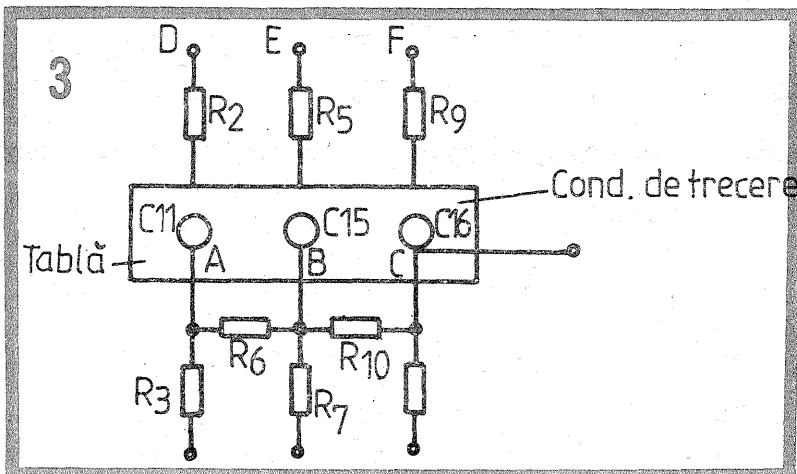 3
D E F
R2 R5 R9
Cond. de trecere
C11 C15 C16
Tablă A B C
R6 R10
R3 R7